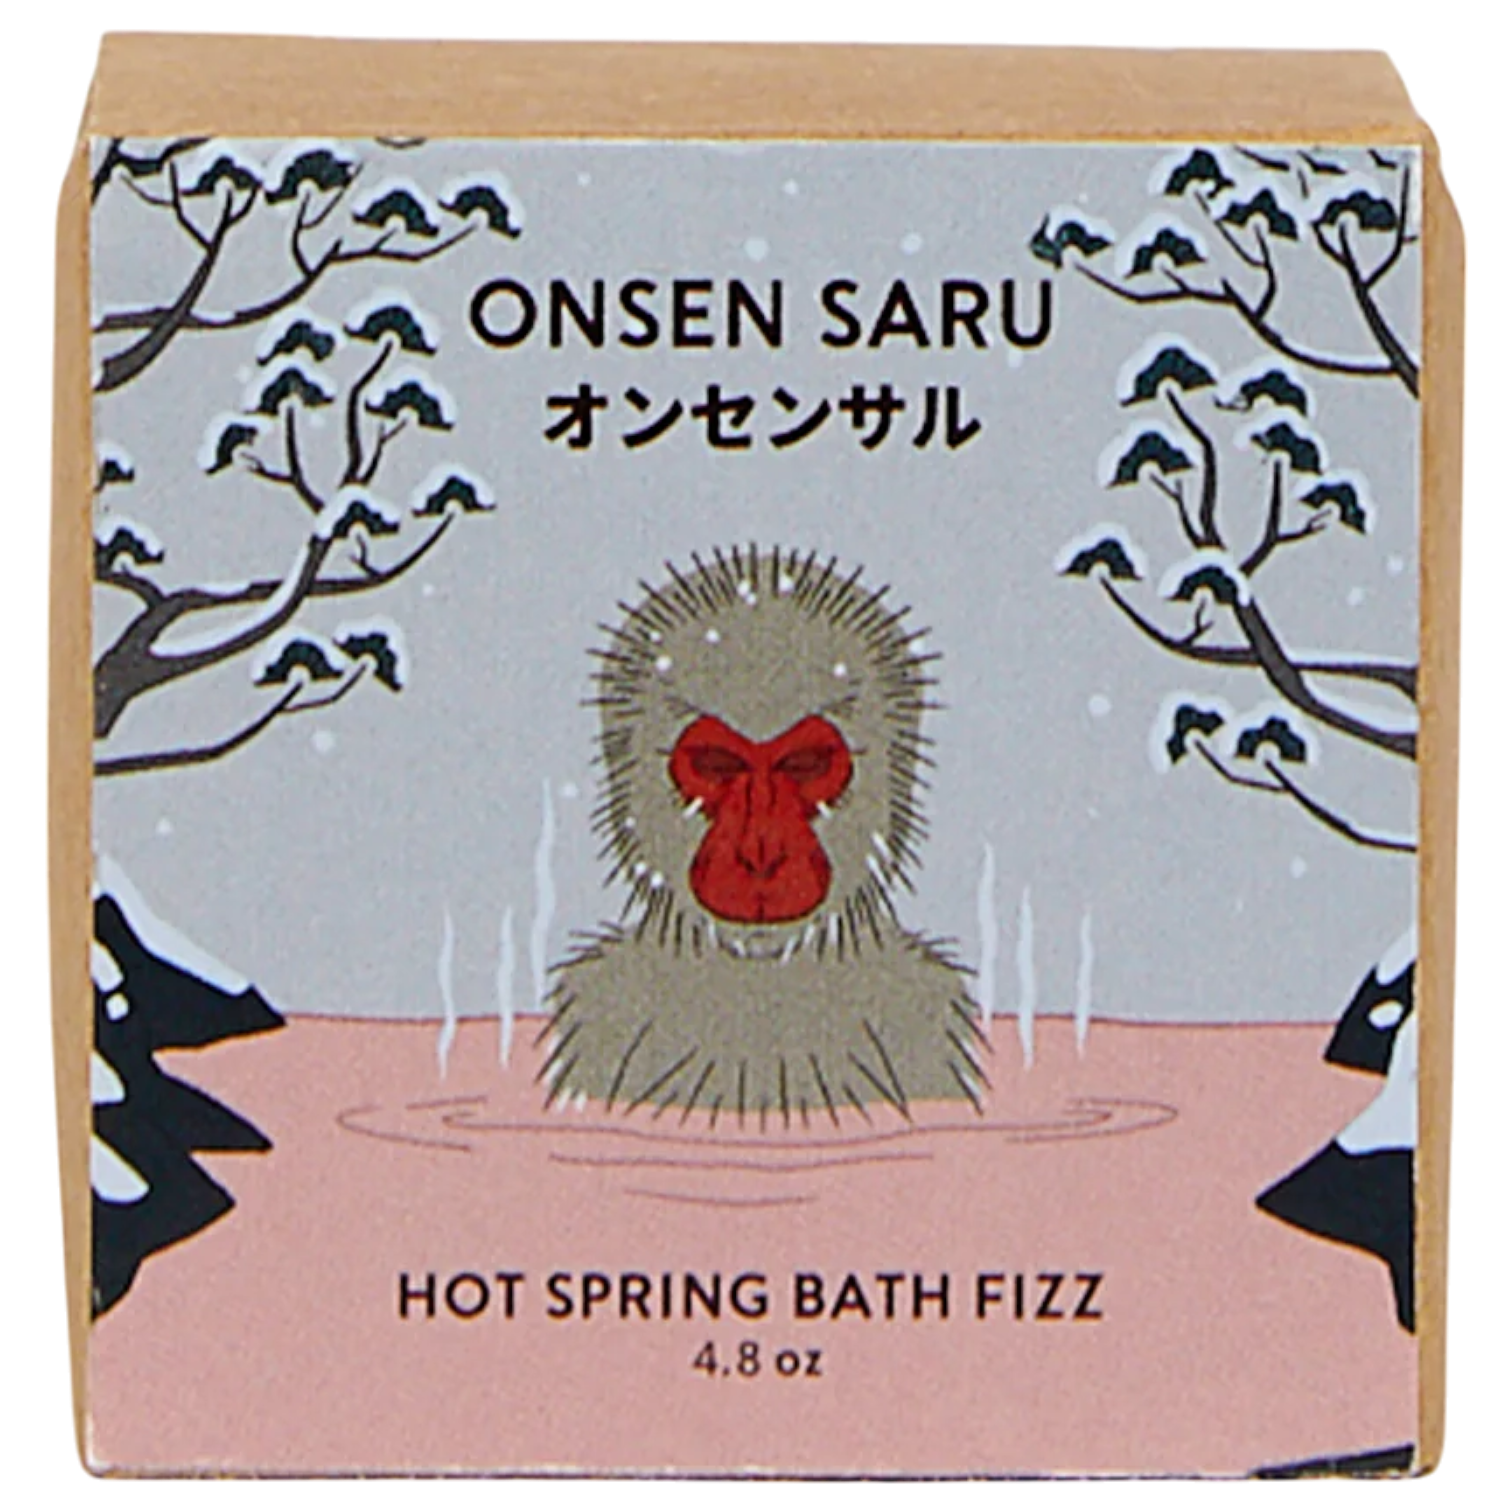 ONSEN SARU
オンセンサル
HOT SPRING BATH FIZZ
4.8 oz